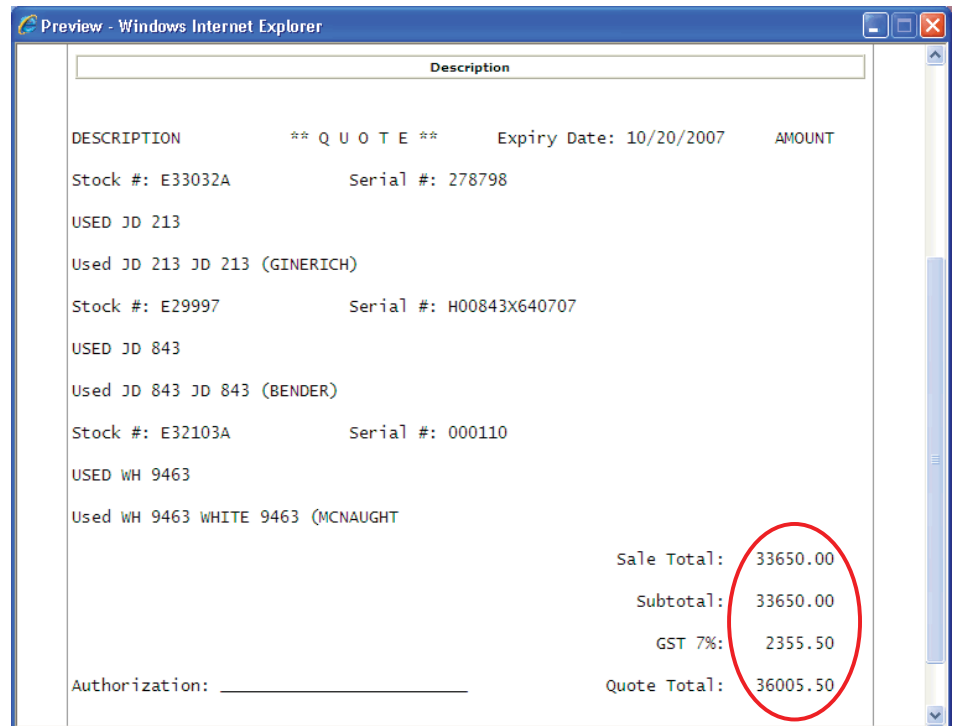 Preview - Windows Internet Explorer
Description
DESCRIPTION ** Q U O T E ** Expiry Date: 10/20/2007 AMOUNT
Stock #: E33032A Serial #: 278798
USED JD 213
Used JD 213 JD 213 (GINERICH)
Stock #: E29997 Serial #: H00843X640707
USED JD 843
Used JD 843 JD 843 (BENDER)
Stock #: E32103A Serial #: 000110
USED WH 9463
Used WH 9463 WHITE 9463 (MCNAUGHT
Sale Total: 33650.00
Subtotal: 33650.00
GST 7%: 2355.50
Authorization: ____________________ Quote Total: 36005.50